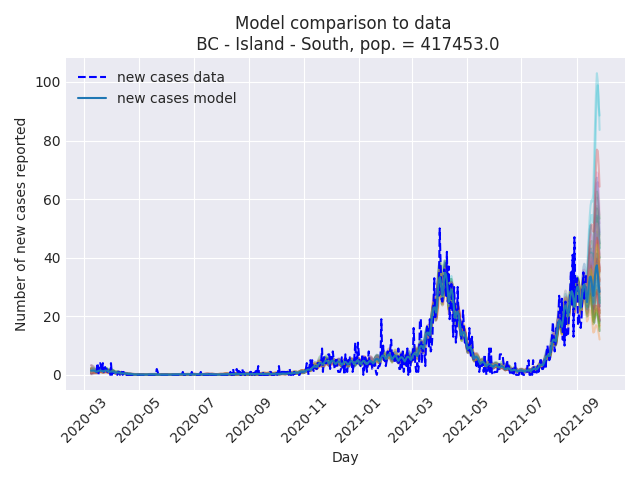 Model comparison to data
BC - Island - South, pop. = 417453.0
new cases data
new cases model
Number of new cases reported
100
80
60
40
20
0
2020-03
2020-05
2020-07
2020-09
2020-11
2021-01
2021-03
2021-05
2021-07
2021-09
Day